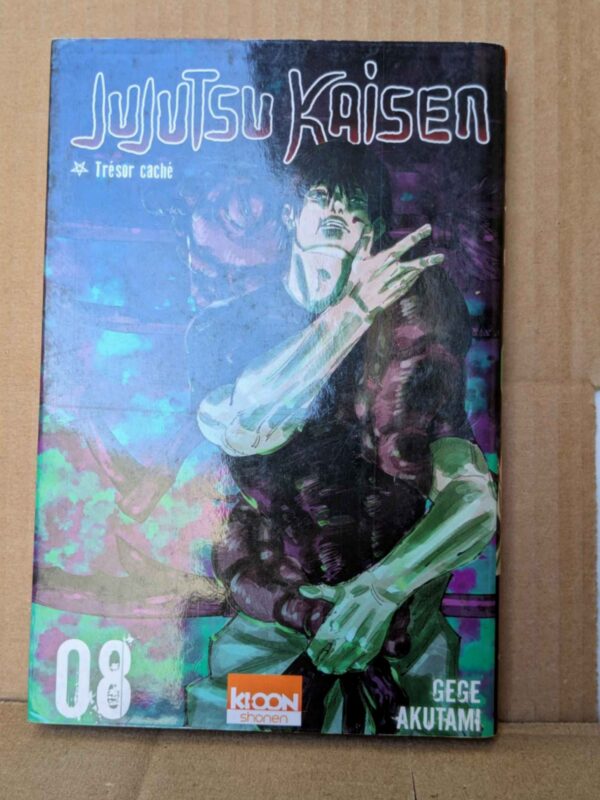 JUJUTSU KAISEN
Trésor caché
08
KI-OON
shonen
GEGE
AKUTAMI